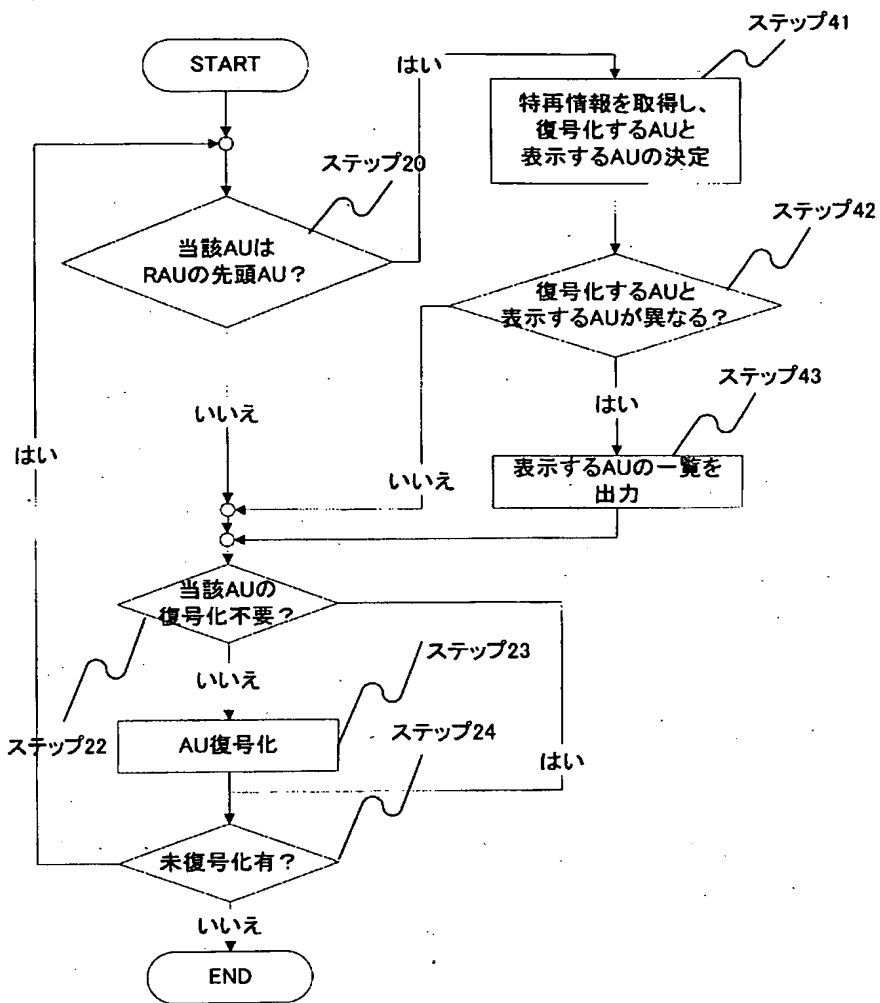 ステップ41
START
はい
特再情報を取得し、
復号化するAUと
表示するAUの決定
ステップ20
ステップ42
当該AUは
RAUの先頭AU?
復号化するAUと
表示するAUが異なる?
ステップ43
はい
いいえ
はい
いいえ
表示するAUの一覧を
出力
当該AUの
復号化不要?
ステップ23
いいえ
ステップ22
AU復号化
ステップ24
はい
未復号化有?
いいえ
END